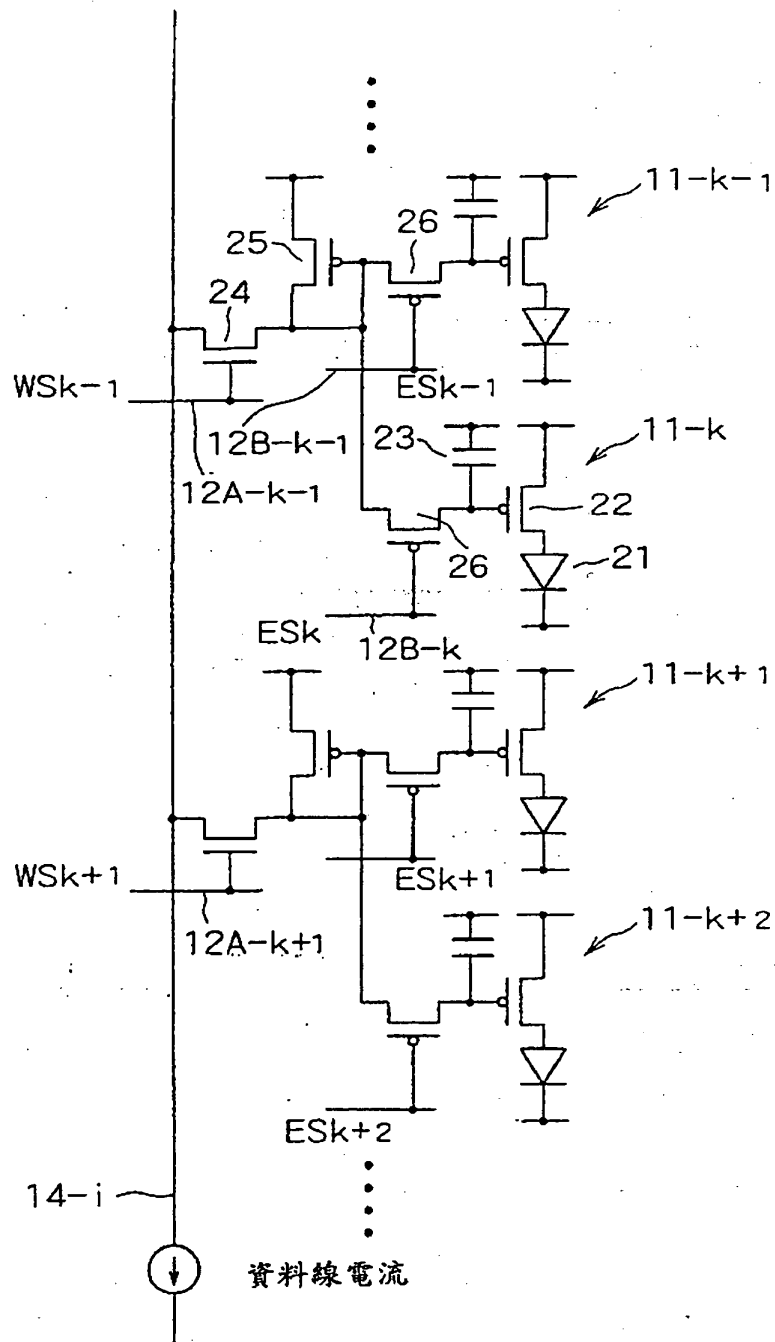 11-k-1
26
25
24
WSk-1
ESk-1
12B-k-1
12A-k-1
23
11-k
22
26
21
ESk
12B-k
11-k+1
WSk+1
ESk+1
12A-k+1
11-k+2
ESk+2
14-i
資料線電流